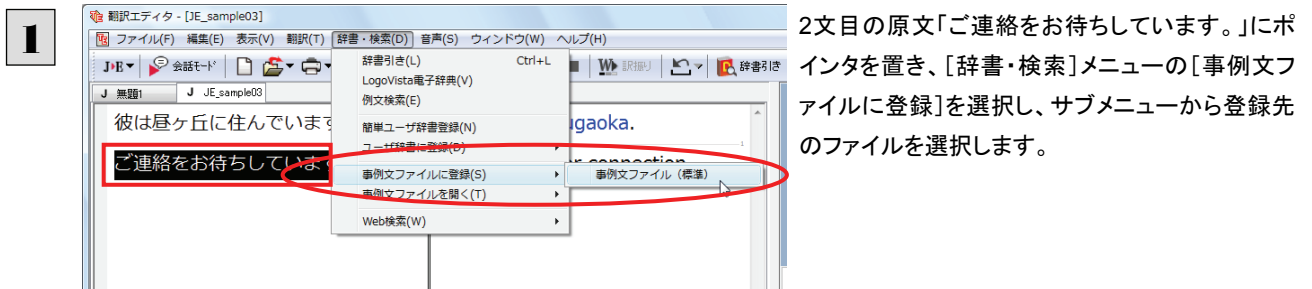 1
翻訳エディタ - [JE_sample03]
ファイル(F) 編集(E) 表示(V) 翻訳(T) 辞書・検索(D) 音声(S) ウィンドウ(W) ヘルプ(H)
J▸E 会話モード 訳振り 辞書引き
J 無題1 J JE_sample03
辞書引き(L) Ctrl+L
LogoVista電子辞典(V)
例文検索(E)
簡単ユーザ辞書登録(N)
ユーザ辞書に登録(D)
事例文ファイルに登録(S)
事例文ファイル（標準）
事例文ファイルを開く(T)
Web検索(W)
彼は昼ヶ丘に住んでいます
ugaoka.
ご連絡をお待ちしています
connection
2文目の原文「ご連絡をお待ちしています。」にポ
インタを置き、[辞書・検索]メニューの[事例文フ
ァイルに登録]を選択し、サブメニューから登録先
のファイルを選択します。